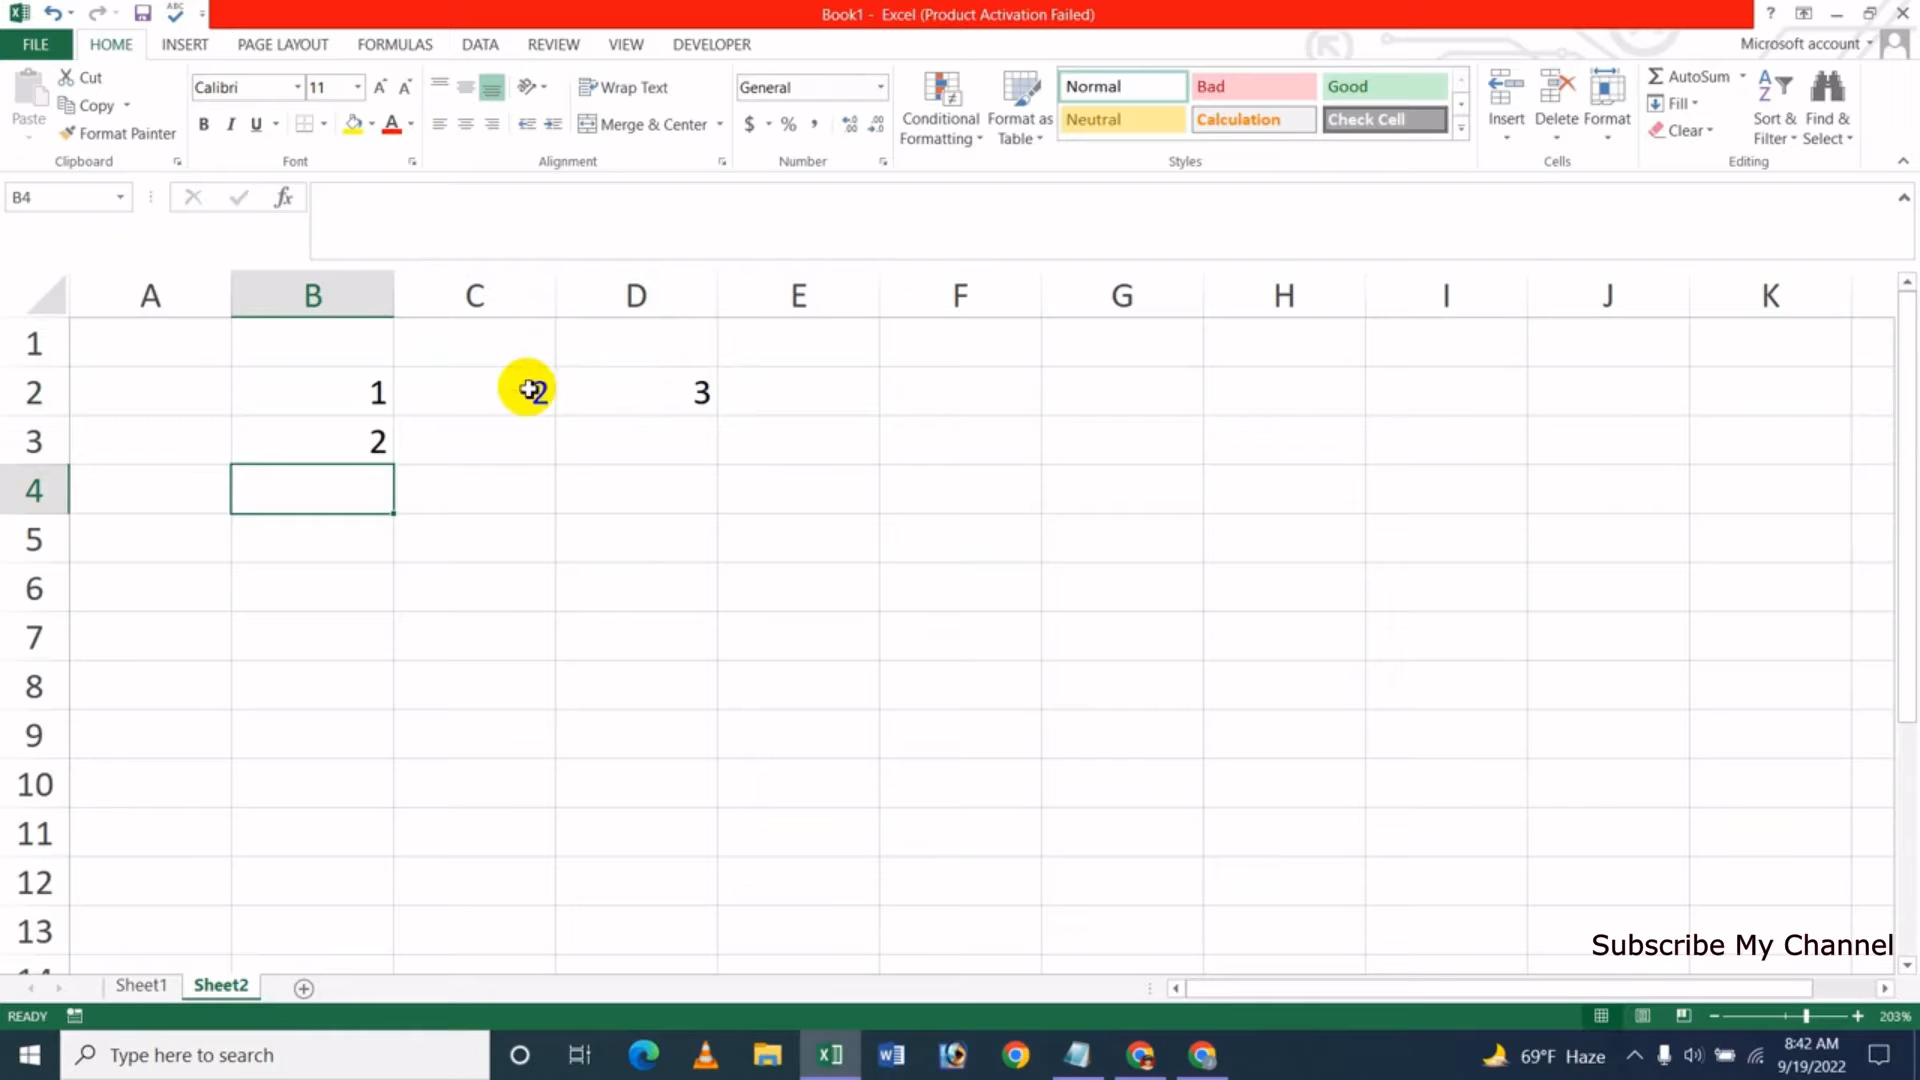 ABC
Book1 - Excel (Product Activation Failed)
?
FILE HOME INSERT PAGE LAYOUT FORMULAS DATA REVIEW VIEW DEVELOPER Microsoft account
Paste
Cut
Copy
Format Painter
Clipboard
Calibri 11 A A
B I U A
Font
Wrap Text
Merge & Center
Alignment
General
$ % ,
Number
Conditional Formatting
Format as Table
Normal Bad Good
Neutral Calculation Check Cell
Styles
Insert Delete Format
Cells
AutoSum
Fill
Clear
Sort & Filter
Find & Select
Editing
B4 fx
A B C D E F G H I J K
1
2 1 2 3
3 2
4
5
6
7
8
9
10
11
12
13
14
Subscribe My Channel
Sheet1 Sheet2
READY 203%
Type here to search
69°F Haze
8:42 AM
9/19/2022